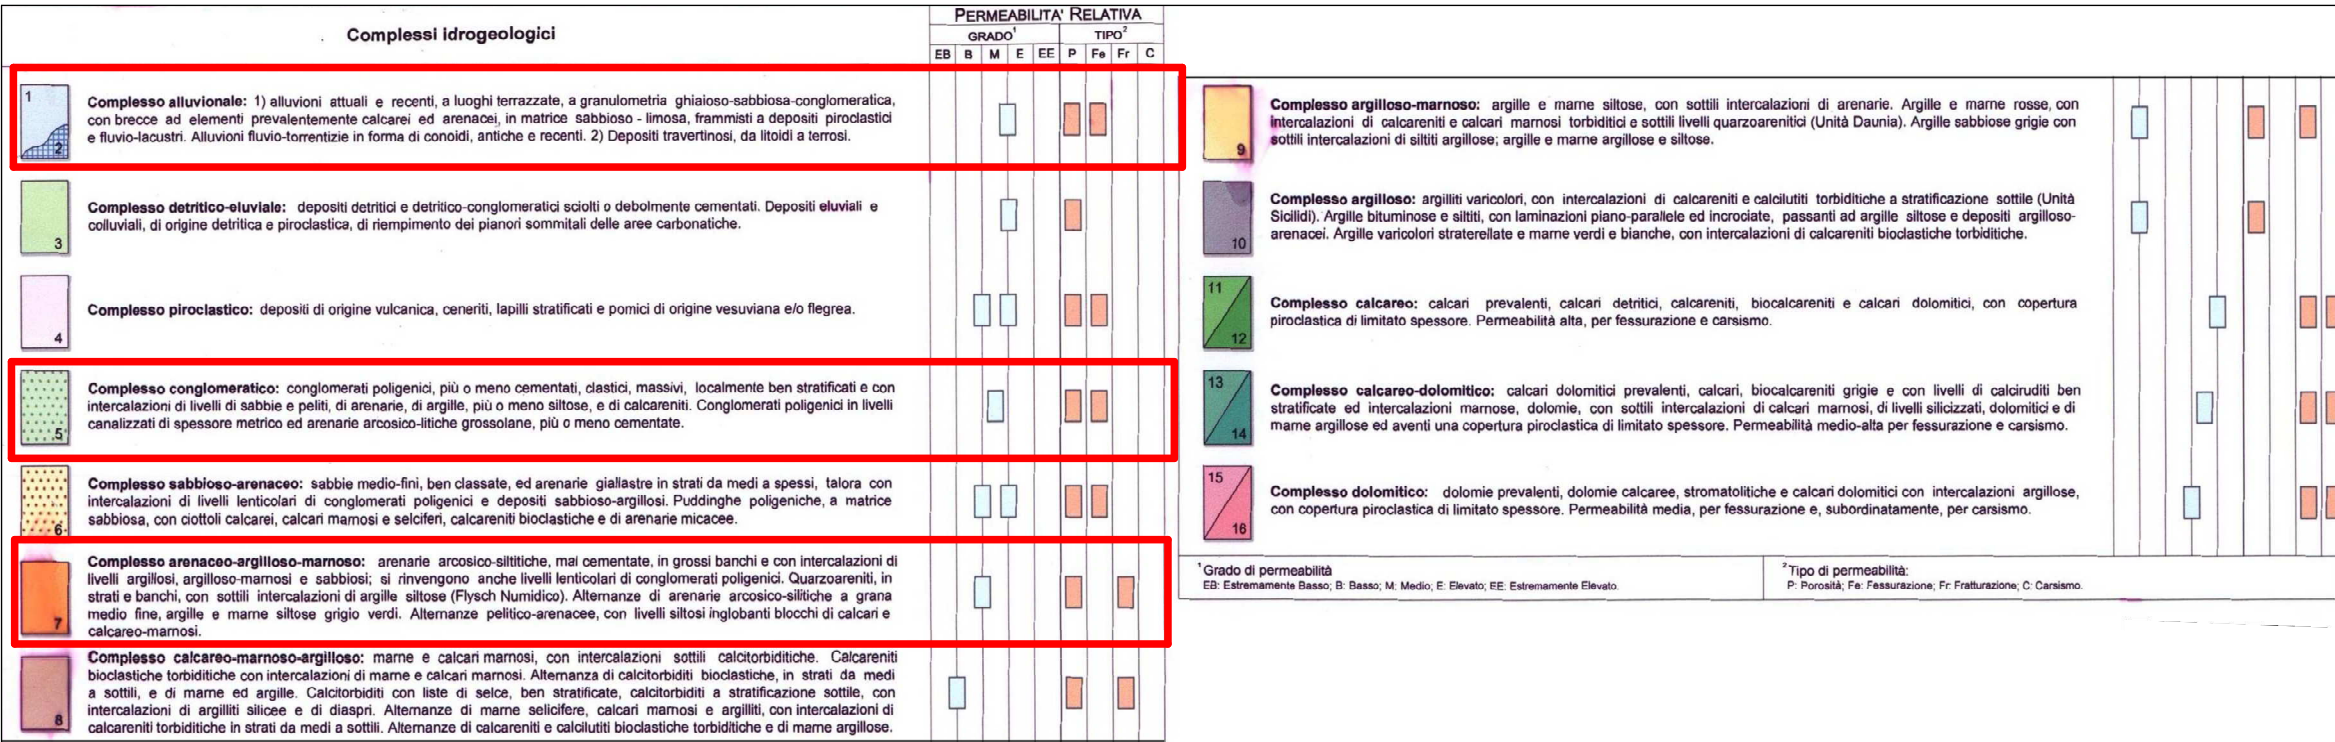 Complessi idrogeologici
PERMEABILITA' RELATIVA
GRADO¹
TIPO²
EB B M E EE P Fe Fr C
1
2
Complesso alluvionale: 1) alluvioni attuali e recenti, a luoghi terrazzate, a granulometria ghiaioso-sabbiosa-conglomeratica,
con brecce ad elementi prevalentemente calcarei ed arenacei, in matrice sabbioso - limosa, frammisti a depositi piroclastici
e fluvio-lacustri. Alluvioni fluvio-torrentizie in forma di conoidi, antiche e recenti. 2) Depositi travertinosi, da litoidi a terrosi.
3
Complesso detritico-eluviale: depositi detritici e detritico-conglomeratici sciolti o debolmente cementati. Depositi eluviali e
colluviali, di origine detritica e piroclastica, di riempimento dei pianori sommitali delle aree carbonatiche.
4
Complesso piroclastico: depositi di origine vulcanica, ceneriti, lapilli stratificati e pomici di origine vesuviana e/o flegrea.
5
Complesso conglomeratico: conglomerati poligenici, più o meno cementati, clastici, massivi, localmente ben stratificati e con
intercalazioni di livelli di sabbie e peliti, di arenarie, di argille, più o meno siltose, e di calcareniti. Conglomerati poligenici in livelli
canalizzati di spessore metrico ed arenarie arcosico-litiche grossolane, più o meno cementate.
6
Complesso sabbioso-arenaceo: sabbie medio-fini, ben classate, ed arenarie giallastre in strati da medi a spessi, talora con
intercalazioni di livelli lenticolari di conglomerati poligenici e depositi sabbioso-argillosi. Puddinghe poligeniche, a matrice
sabbiosa, con ciottoli calcarei, calcari marnosi e selciferi, calcareniti bioclastiche e di arenarie micacee.
7
Complesso arenaceo-argilloso-marnoso: arenarie arcosico-siltitiche, mal cementate, in grossi banchi e con intercalazioni di
livelli argillosi, argilloso-marnosi e sabbiosi; si rinvengono anche livelli lenticolari di conglomerati poligenici. Quarzoareniti, in
strati e banchi, con sottili intercalazioni di argille siltose (Flysch Numidico). Alternanze di arenarie arcosico-silitiche a grana
medio fine, argille e marne siltose grigio verdi. Alternanze pelitico-arenacee, con livelli siltosi inglobanti blocchi di calcari e
calcareo-marnosi.
8
Complesso calcareo-marnoso-argilloso: marne e calcari marnosi, con intercalazioni sottili calcitorbiditiche. Calcareniti
bioclastiche torbiditiche con intercalazioni di marne e calcari marnosi. Alternanza di calcitorbiditi bioclastiche, in strati da medi
a sottili, e di marne ed argille. Calcitorbiditi con liste di selce, ben stratificate, calcitorbiditi a stratificazione sottile, con
intercalazioni di argilliti silicee e di diaspri. Alternanze di marne selicifere, calcari marnosi e argilliti, con intercalazioni di
calcareniti torbiditiche in strati da medi a sottili. Alternanze di calcareniti e calcilutiti bioclastiche torbiditiche e di marne argillose.
9
Complesso argilloso-marnoso: argille e marne siltose, con sottili intercalazioni di arenarie. Argille e marne rosse, con
intercalazioni di calcareniti e calcari marnosi torbiditici e sottili livelli quarzoarenitici (Unità Daunia). Argille sabbiose grigie con
sottili intercalazioni di siltiti argillose; argille e marne argillose e siltose.
10
Complesso argilloso: argilliti varicolori, con intercalazioni di calcareniti e calcilutiti torbiditiche a stratificazione sottile (Unità
Sicilidi). Argille bituminose e siltiti, con laminazioni piano-parallele ed incrociate, passanti ad argille siltose e depositi argilloso-
arenacei. Argille varicolori straterellate e marne verdi e bianche, con intercalazioni di calcareniti bioclastiche torbiditiche.
11
12
Complesso calcareo: calcari prevalenti, calcari detritici, calcareniti, biocalcareniti e calcari dolomitici, con copertura
piroclastica di limitato spessore. Permeabilità alta, per fessurazione e carsismo.
13
14
Complesso calcareo-dolomitico: calcari dolomitici prevalenti, calcari, biocalcareniti grigie e con livelli di calciruditi ben
stratificate ed intercalazioni marnose, dolomie, con sottili intercalazioni di calcari marnosi, di livelli silicizzati, dolomitici e di
marne argillose ed aventi una copertura piroclastica di limitato spessore. Permeabilità medio-alta per fessurazione e carsismo.
15
16
Complesso dolomitico: dolomie prevalenti, dolomie calcaree, stromatolitiche e calcari dolomitici con intercalazioni argillose,
con copertura piroclastica di limitato spessore. Permeabilità media, per fessurazione e, subordinatamente, per carsismo.
¹ Grado di permeabilità
EB: Estremamente Basso; B: Basso; M: Medio; E: Elevato; EE: Estremamente Elevato.
² Tipo di permeabilità:
P: Porosità; Fe: Fessurazione; Fr: Fratturazione; C: Carsismo.